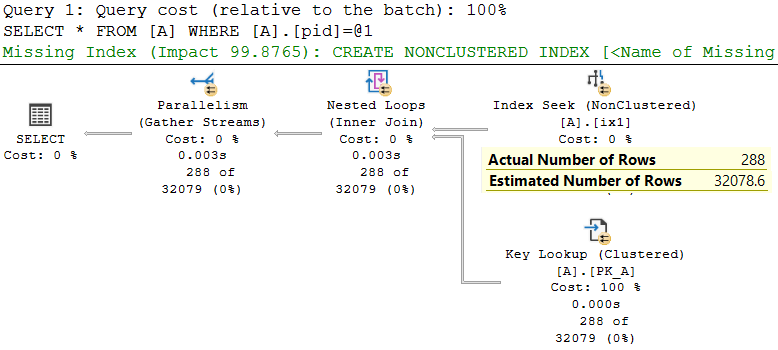 Query 1: Query cost (relative to the batch): 100%
SELECT * FROM [A] WHERE [A].[pid]=@1
Missing Index (Impact 99.8765): CREATE NONCLUSTERED INDEX [<Name of Missing
SELECT
Cost: 0 %
Parallelism
(Gather Streams)
Cost: 0 %
0.003s
288 of
32079 (0%)
Nested Loops
(Inner Join)
Cost: 0 %
0.003s
288 of
32079 (0%)
Index Seek (NonClustered)
[A].[ix1]
Cost: 0 %
Actual Number of Rows 288
Estimated Number of Rows 32078.6
Key Lookup (Clustered)
[A].[PK_A]
Cost: 100 %
0.000s
288 of
32079 (0%)